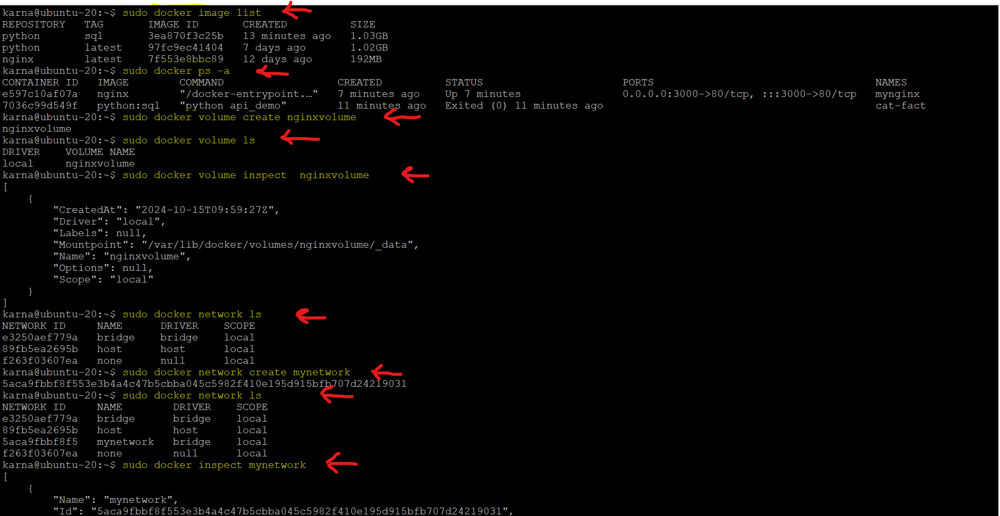 karna@ubuntu-20:~$ sudo docker image list
REPOSITORY   TAG       IMAGE ID       CREATED          SIZE
python       sql       3ea870f3c25b   13 minutes ago   1.03GB
python       latest    97fc9ec41404   7 days ago       1.02GB
nginx        latest    7f553e8bbc89   12 days ago      192MB
karna@ubuntu-20:~$ sudo docker ps -a
CONTAINER ID   IMAGE        COMMAND                  CREATED          STATUS                      PORTS                                   NAMES
e597c10af07a   nginx        "/docker-entrypoint.…"   7 minutes ago    Up 7 minutes                0.0.0.0:3000->80/tcp, :::3000->80/tcp   mynginx
7036c99d549f   python:sql   "python api_demo"        11 minutes ago   Exited (0) 11 minutes ago                                           cat-fact
karna@ubuntu-20:~$ sudo docker volume create nginxvolume
nginxvolume
karna@ubuntu-20:~$ sudo docker volume ls
DRIVER    VOLUME NAME
local     nginxvolume
karna@ubuntu-20:~$ sudo docker volume inspect  nginxvolume
[
    {
        "CreatedAt": "2024-10-15T09:59:27Z",
        "Driver": "local",
        "Labels": null,
        "Mountpoint": "/var/lib/docker/volumes/nginxvolume/_data",
        "Name": "nginxvolume",
        "Options": null,
        "Scope": "local"
    }
]
karna@ubuntu-20:~$ sudo docker network ls
NETWORK ID     NAME      DRIVER    SCOPE
e3250aef779a   bridge    bridge    local
89fb5ea2695b   host      host      local
f263f03607ea   none      null      local
karna@ubuntu-20:~$ sudo docker network create mynetwork
5aca9fbbf8f553e3b4a4c47b5cbba045c5982f410e195d915bfb707d24219031
karna@ubuntu-20:~$ sudo docker network ls
NETWORK ID     NAME        DRIVER    SCOPE
e3250aef779a   bridge      bridge    local
89fb5ea2695b   host        host      local
5aca9fbbf8f5   mynetwork   bridge    local
f263f03607ea   none        null      local
karna@ubuntu-20:~$ sudo docker inspect mynetwork
[
    {
        "Name": "mynetwork",
        "Id": "5aca9fbbf8f553e3b4a4c47b5cbba045c5982f410e195d915bfb707d24219031",